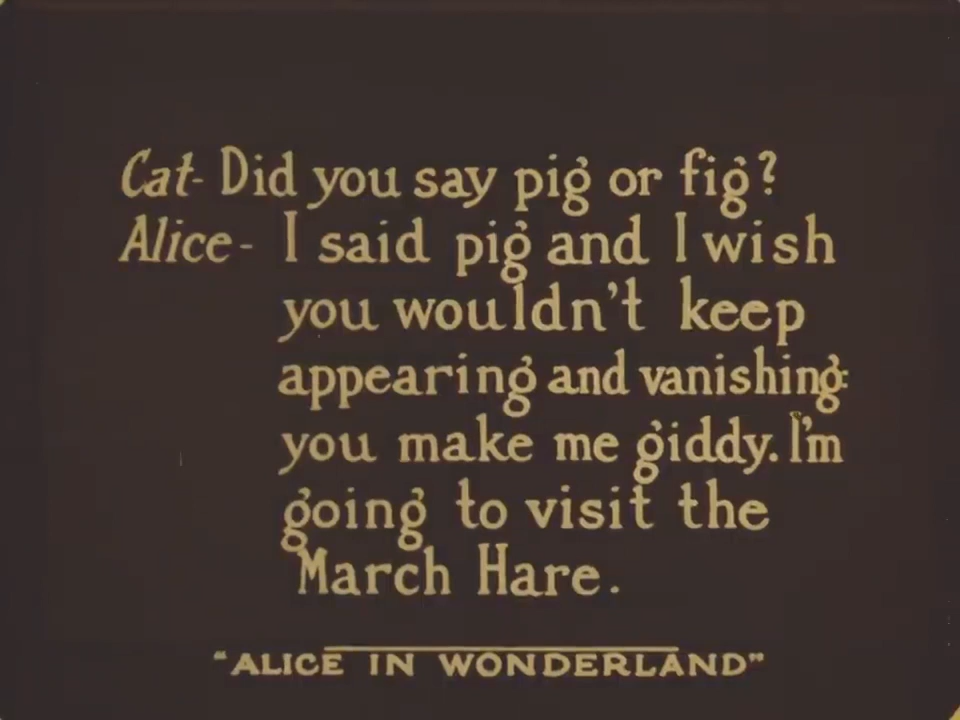 Cat- Did you say pig or fig?
Alice- I said pig and I wish
you wouldn't keep
appearing and vanishing:
you make me giddy. I'm
going to visit the
March Hare.
"ALICE IN WONDERLAND"